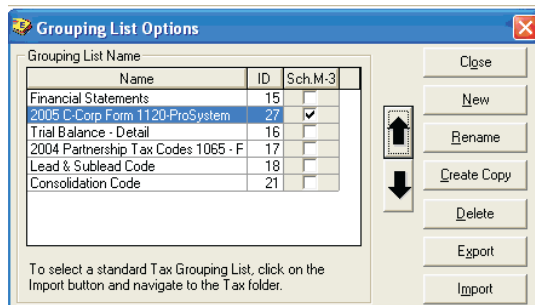 Grouping List Options
Grouping List Name
Name ID Sch.M-3
Financial Statements 15
2005 C-Corp Form 1120-ProSystem 27
Trial Balance - Detail 16
2004 Partnership Tax Codes 1065 - F 17
Lead & Sublead Code 18
Consolidation Code 21
To select a standard Tax Grouping List, click on the
Import button and navigate to the Tax folder.
Close
New
Rename
Create Copy
Delete
Export
Import